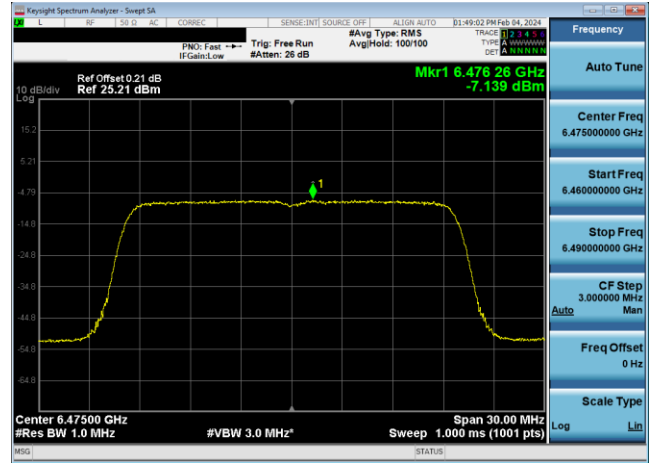 Keysight Spectrum Analyzer - Swept SA
LXI L RF 50 Ω AC CORREC SENSE:INT SOURCE OFF ALIGN AUTO 01:49:02 PM Feb 04, 2024
#Avg Type: RMS TRACE 1 2 3 4 5 6
PNO: Fast Trig: Free Run Avg|Hold: 100/100 TYPE A WWWWW
IFGain:Low #Atten: 26 dB DET A N N N N N
Mkr1 6.476 26 GHz
Ref Offset 0.21 dB
10 dB/div Ref 25.21 dBm -7.139 dBm
Log
15.2
5.21
-4.79
1
-14.8
-24.8
-34.8
-44.8
-54.8
-64.8
Center 6.47500 GHz Span 30.00 MHz
#Res BW 1.0 MHz #VBW 3.0 MHz* Sweep 1.000 ms (1001 pts)
MSG STATUS
Frequency
Auto Tune
Center Freq
6.475000000 GHz
Start Freq
6.460000000 GHz
Stop Freq
6.490000000 GHz
CF Step
3.000000 MHz
Auto Man
Freq Offset
0 Hz
Scale Type
Log Lin